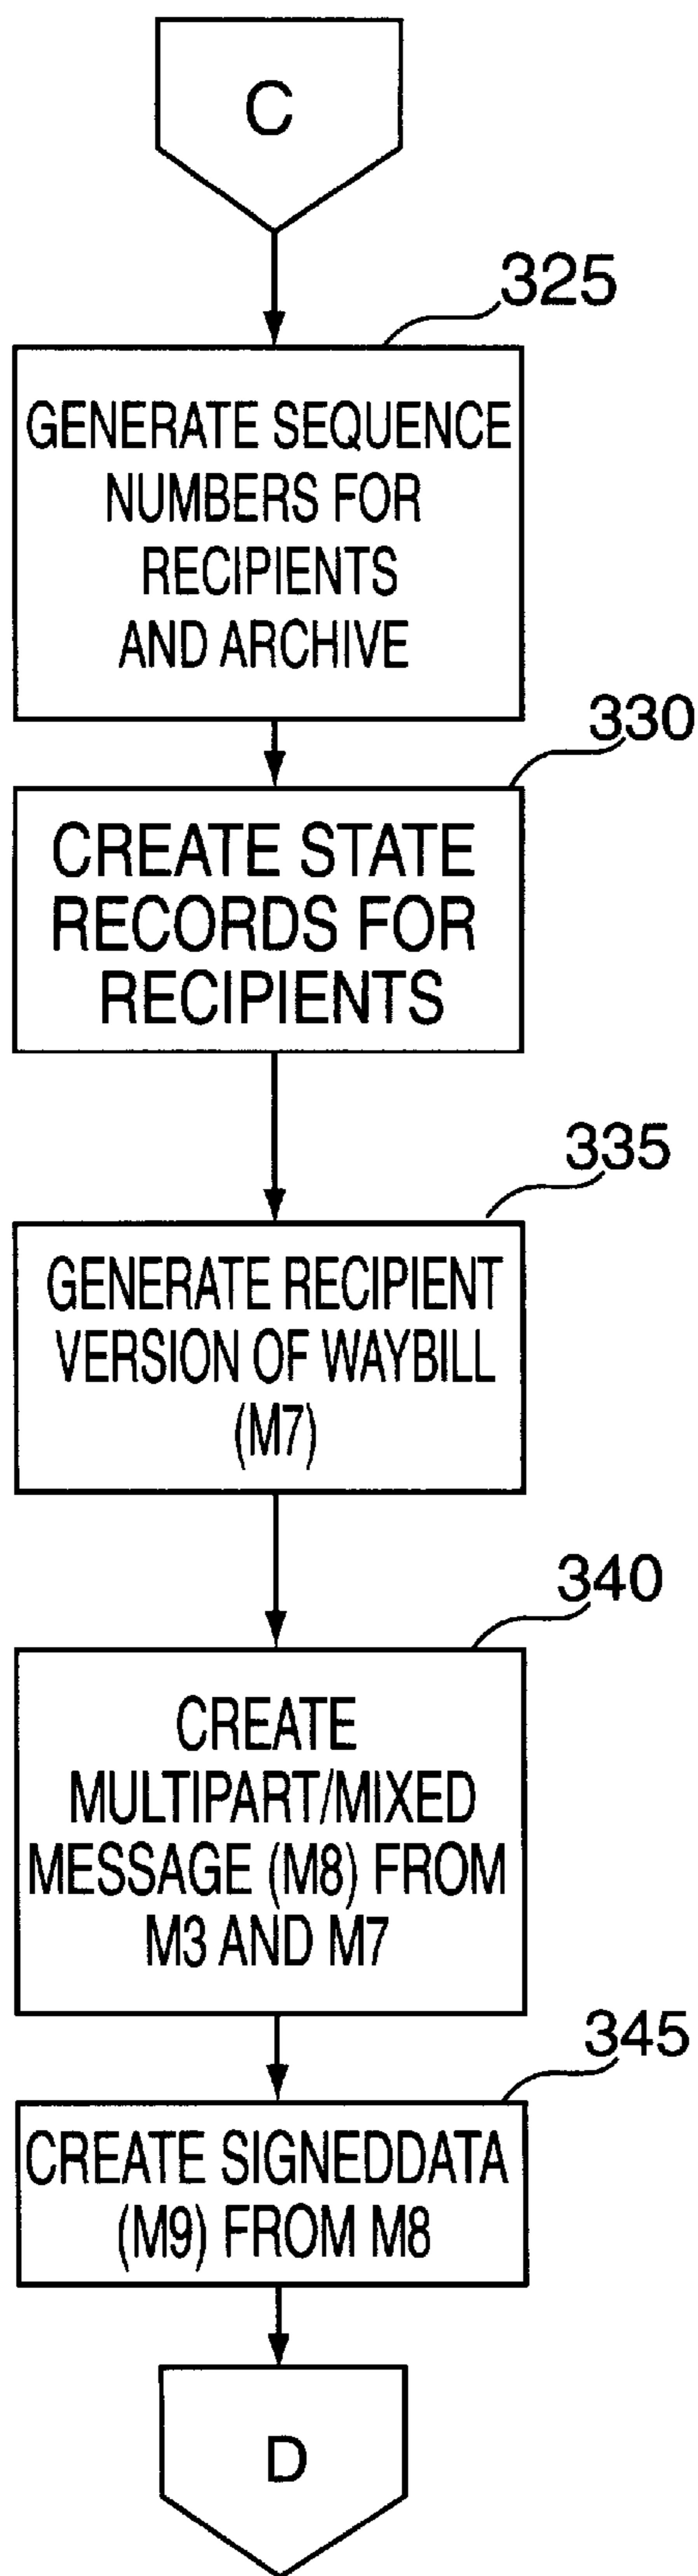 C
325
GENERATE SEQUENCE
NUMBERS FOR
RECIPIENTS
AND ARCHIVE
330
CREATE STATE
RECORDS FOR
RECIPIENTS
335
GENERATE RECIPIENT
VERSION OF WAYBILL
(M7)
340
CREATE
MULTIPART/MIXED
MESSAGE (M8) FROM
M3 AND M7
345
CREATE SIGNEDDATA
(M9) FROM M8
D